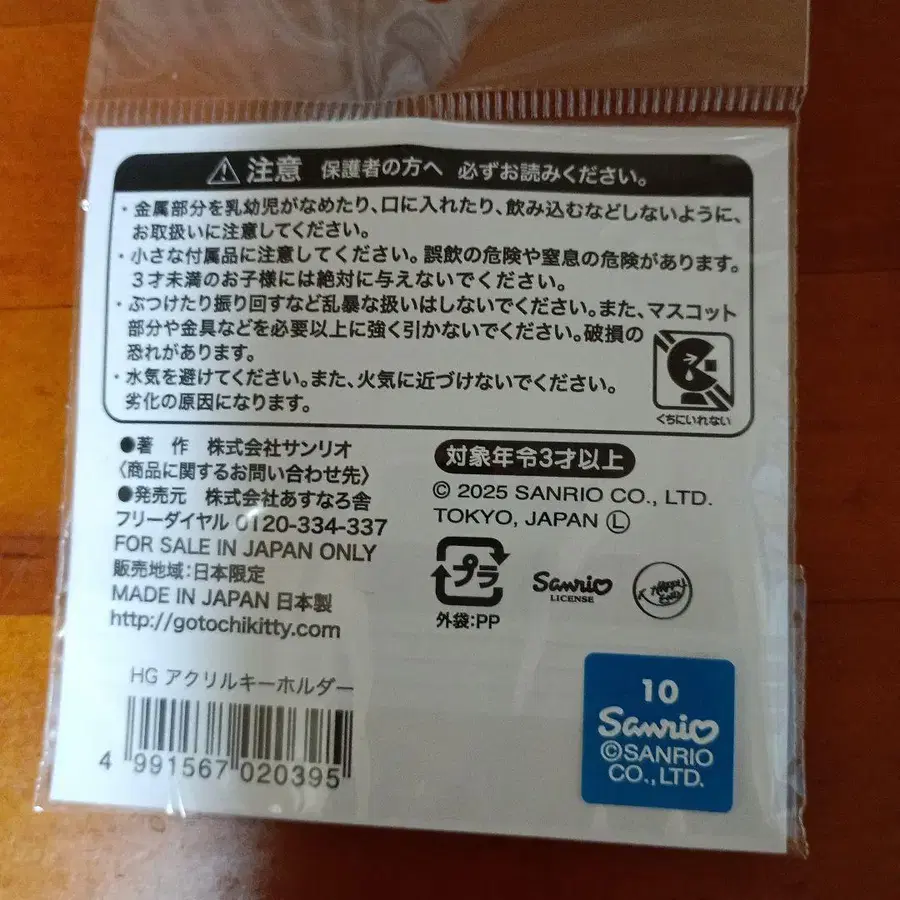 注意 保護者の方へ 必ずお読みください。
・金属部分を乳幼児がなめたり、口に入れたり、飲み込むなどしないように、
お取扱いに注意してください。
・小さな付属品に注意してください。誤飲の危険や窒息の危険があります。
3才未満のお子様には絶対に与えないでください。
・ぶつけたり振り回すなど乱暴な扱いはしないでください。また、マスコット
部分や金具などを必要以上に強く引かないでください。破損の
恐れがあります。
・水気を避けてください。また、火気に近づけないでください。
劣化の原因になります。
くちにいれない
●著 作 株式会社サンリオ
〈商品に関するお問い合わせ先〉
●発売元 株式会社あすなろ舎
フリーダイヤル 0120-334-337
FOR SALE IN JAPAN ONLY
販売地域:日本限定
MADE IN JAPAN 日本製
http://gotochikitty.com
対象年令3才以上
© 2025 SANRIO CO., LTD.
TOKYO, JAPAN Ⓛ
プラ
外袋:PP
Sanrio
LICENSE
HG アクリルキーホルダー
4 991567 020395
10
Sanrio
©SANRIO
CO.,LTD.